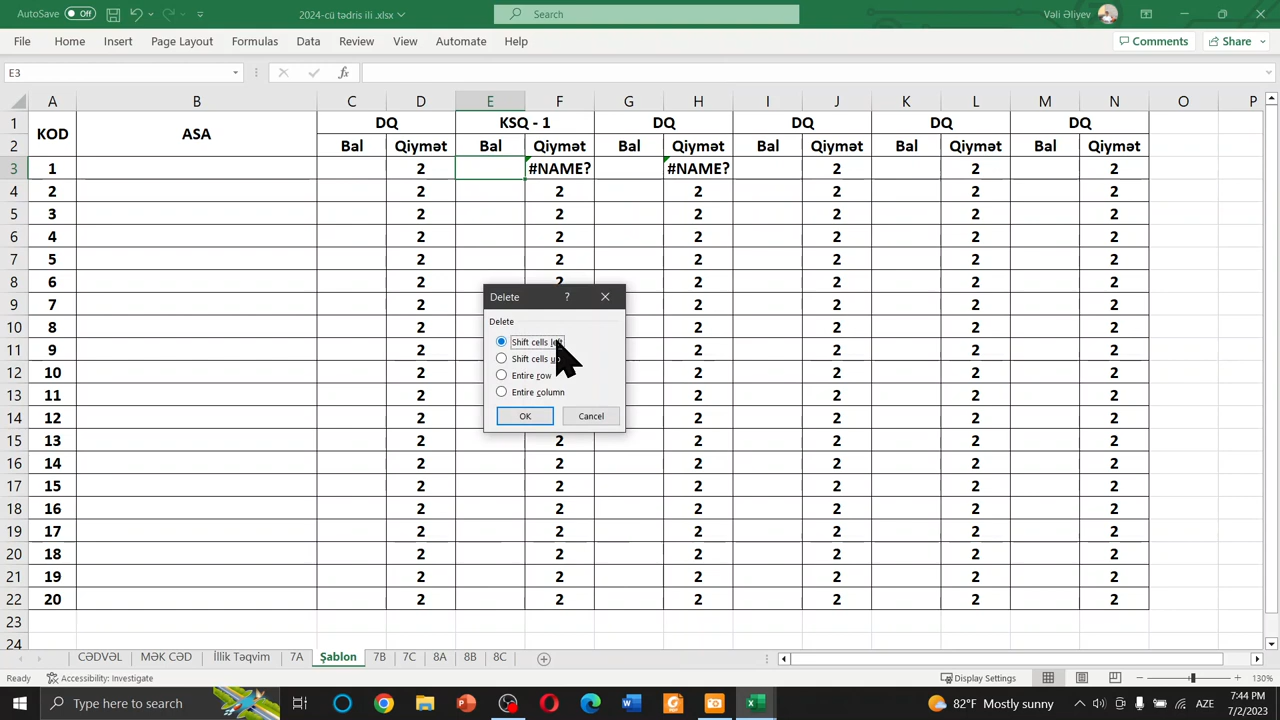 AutoSave Off 2024-cü tədris ili .xlsx Search Vəli Əliyev
File Home Insert Page Layout Formulas Data Review View Automate Help Comments Share
E3 fx
A B C D E F G H I J K L M N O P
1 KOD ASA DQ KSQ - 1 DQ DQ DQ DQ
2 Bal Qiymət Bal Qiymət Bal Qiymət Bal Qiymət Bal Qiymət Bal Qiymət
3 1 2 #NAME? #NAME? 2 2 2
4 2 2 2 2 2 2 2
5 3 2 2 2 2 2 2
6 4 2 2 2 2 2 2
7 5 2 2 2 2 2 2
8 6 2 2 2 2 2 2
9 7 2 2 2 2 2
10 8 2 2 2 2 2
11 9 2 2 2 2 2
12 10 2 2 2 2 2
13 11 2 2 2 2 2
14 12 2 2 2 2 2
15 13 2 2 2 2 2 2
16 14 2 2 2 2 2 2
17 15 2 2 2 2 2 2
18 16 2 2 2 2 2 2
19 17 2 2 2 2 2 2
20 18 2 2 2 2 2 2
21 19 2 2 2 2 2 2
22 20 2 2 2 2 2 2
23
24
Delete ?
Delete
Shift cells left
Shift cells up
Entire row
Entire column
OK Cancel
CƏDVƏL MƏK CƏD İllik Təqvim 7A Şablon 7B 7C 8A 8B 8C
Ready Accessibility: Investigate Display Settings 130%
Type here to search 82°F Mostly sunny AZE 7:44 PM
7/2/2023